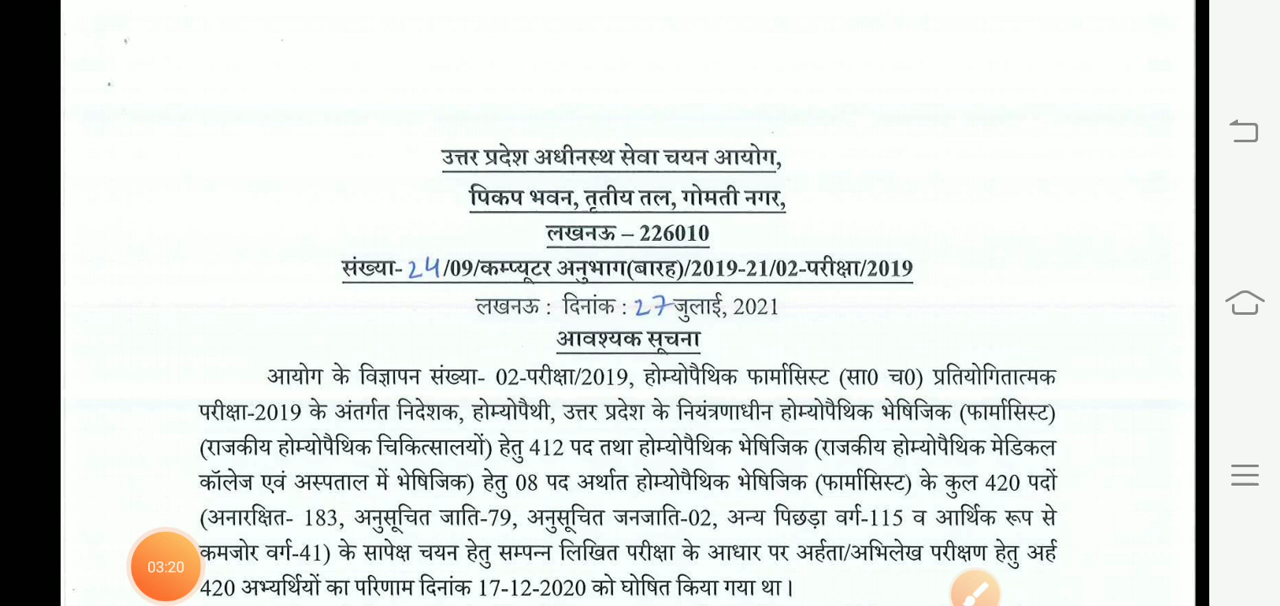 उत्तर प्रदेश अधीनस्थ सेवा चयन आयोग,
पिकप भवन, तृतीय तल, गोमती नगर,
लखनऊ – 226010
संख्या- 24/09/कम्प्यूटर अनुभाग(बारह)/2019-21/02-परीक्षा/2019
लखनऊ : दिनांक : 27 जुलाई, 2021
आवश्यक सूचना
आयोग के विज्ञापन संख्या- 02-परीक्षा/2019, होम्योपैथिक फार्मासिस्ट (सा0 च0) प्रतियोगितात्मक
परीक्षा-2019 के अंतर्गत निदेशक, होम्योपैथी, उत्तर प्रदेश के नियंत्रणाधीन होम्योपैथिक भेषिजिक (फार्मासिस्ट)
(राजकीय होम्योपैथिक चिकित्सालयों) हेतु 412 पद तथा होम्योपैथिक भेषिजिक (राजकीय होम्योपैथिक मेडिकल
कॉलेज एवं अस्पताल में भेषिजिक) हेतु 08 पद अर्थात होम्योपैथिक भेषिजिक (फार्मासिस्ट) के कुल 420 पदों
(अनारक्षित- 183, अनुसूचित जाति-79, अनुसूचित जनजाति-02, अन्य पिछड़ा वर्ग-115 व आर्थिक रूप से
कमजोर वर्ग-41) के सापेक्ष चयन हेतु सम्पन्न लिखित परीक्षा के आधार पर अर्हता/अभिलेख परीक्षण हेतु अर्ह
420 अभ्यर्थियों का परिणाम दिनांक 17-12-2020 को घोषित किया गया था।
03:20